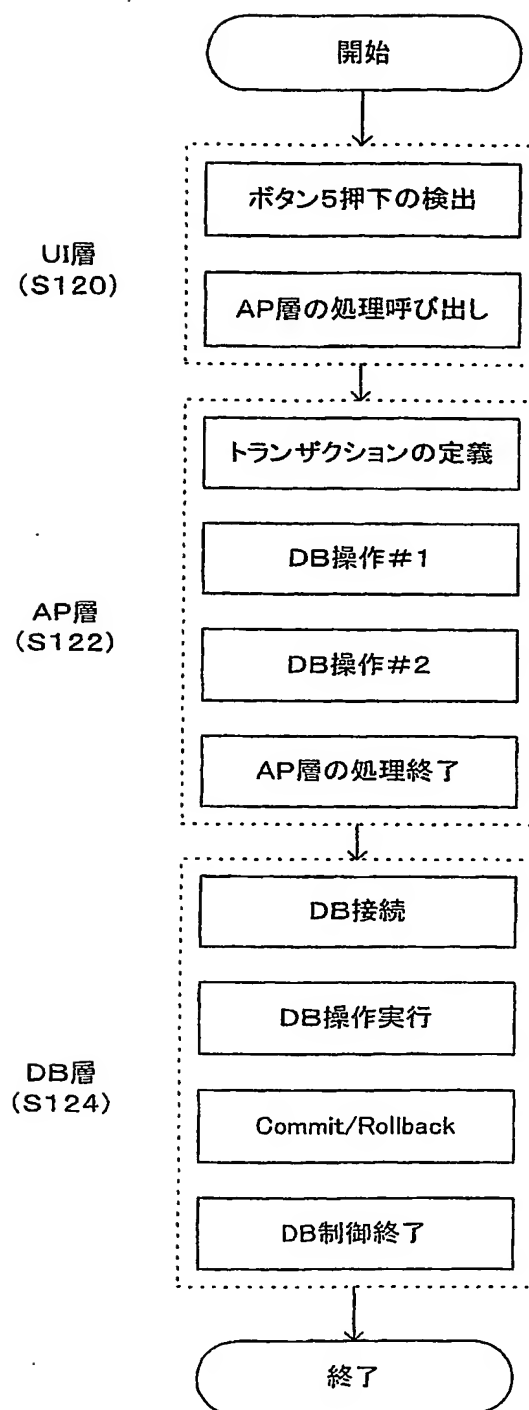 開始
UI層
(S120)
ボタン5押下の検出
AP層の処理呼び出し
AP層
(S122)
トランザクションの定義
DB操作#1
DB操作#2
AP層の処理終了
DB層
(S124)
DB接続
DB操作実行
Commit/Rollback
DB制御終了
終了